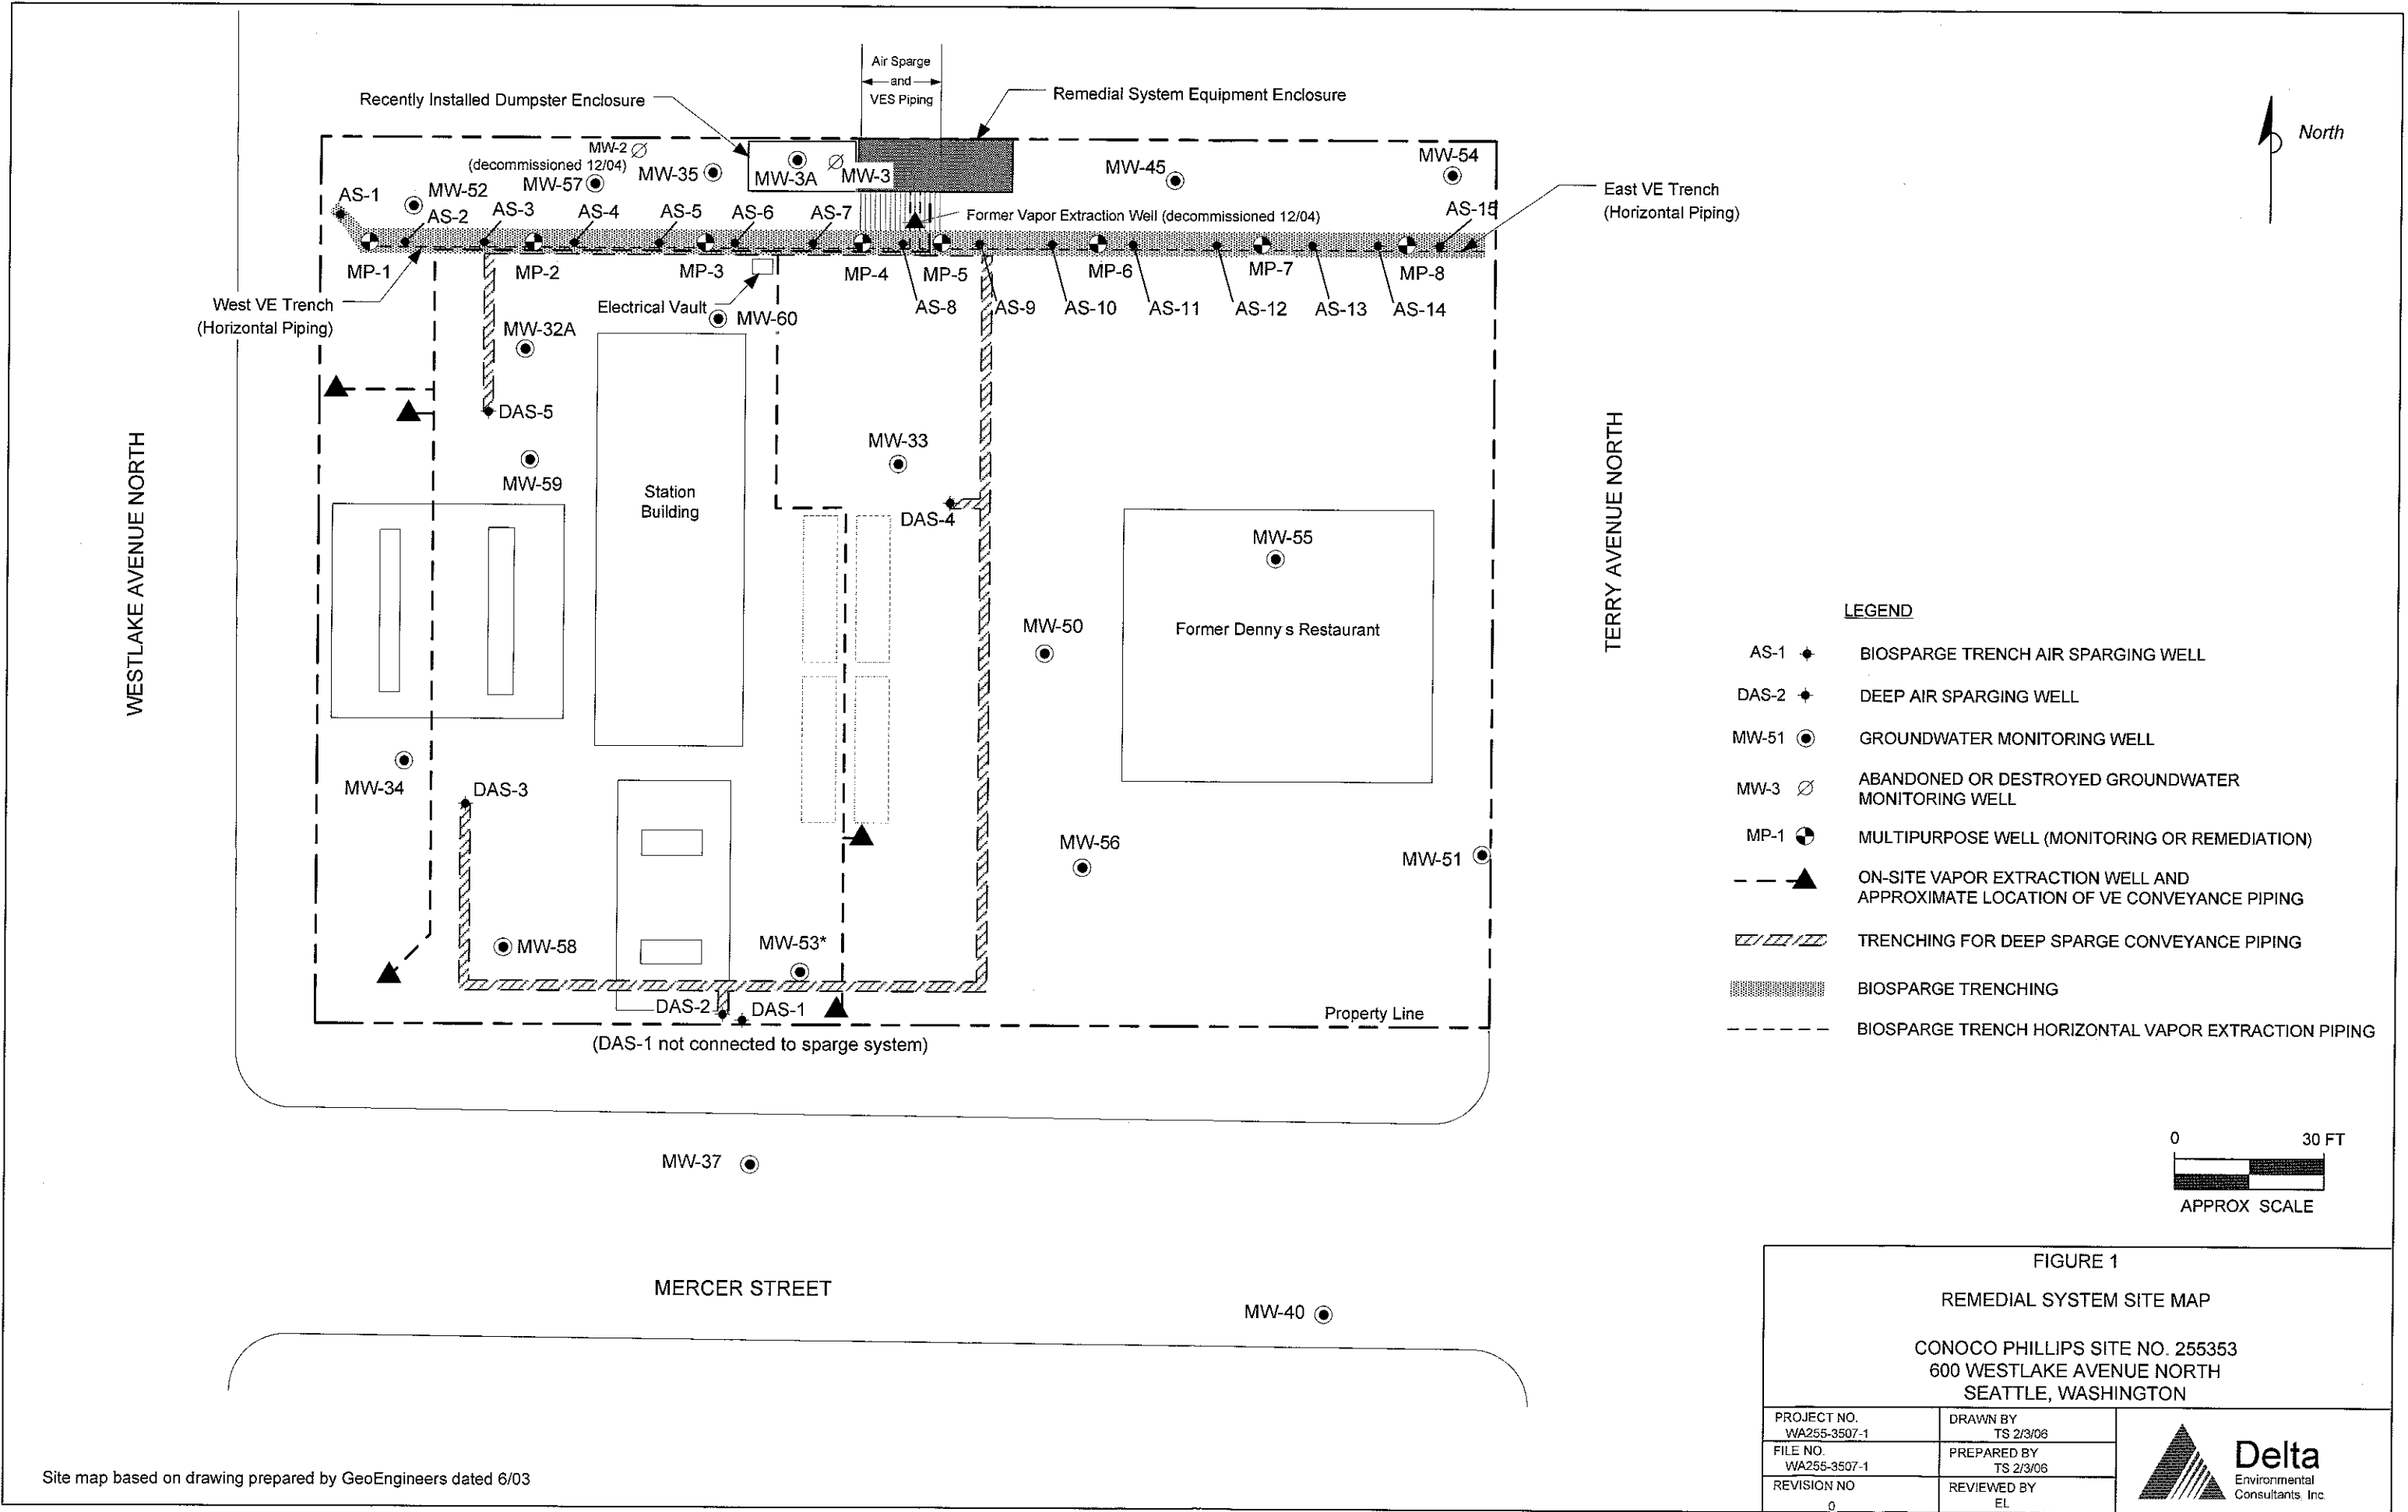 Air Sparge
and
VES Piping
Recently Installed Dumpster Enclosure
Remedial System Equipment Enclosure
North
MW-2
(decommissioned 12/04)
MW-57
MW-35
MW-3A
MW-3
MW-45
MW-54
East VE Trench
(Horizontal Piping)
AS-1
MW-52
AS-2
AS-3
AS-4
AS-5
AS-6
AS-7
Former Vapor Extraction Well (decommissioned 12/04)
AS-15
MP-1
MP-2
MP-3
MP-4
MP-5
MP-6
MP-7
MP-8
West VE Trench
(Horizontal Piping)
Electrical Vault
MW-60
AS-8
AS-9
AS-10
AS-11
AS-12
AS-13
AS-14
MW-32A
DAS-5
MW-59
MW-33
Station
Building
DAS-4
WESTLAKE AVENUE NORTH
TERRY AVENUE NORTH
MW-55
Former Denny's Restaurant
MW-50
MW-34
DAS-3
MW-56
MW-51
MW-58
MW-53*
DAS-2
DAS-1
Property Line
(DAS-1 not connected to sparge system)
MW-37
MERCER STREET
MW-40
LEGEND
AS-1 BIOSPARGE TRENCH AIR SPARGING WELL
DAS-2 DEEP AIR SPARGING WELL
MW-51 GROUNDWATER MONITORING WELL
MW-3 ABANDONED OR DESTROYED GROUNDWATER
MONITORING WELL
MP-1 MULTIPURPOSE WELL (MONITORING OR REMEDIATION)
ON-SITE VAPOR EXTRACTION WELL AND
APPROXIMATE LOCATION OF VE CONVEYANCE PIPING
TRENCHING FOR DEEP SPARGE CONVEYANCE PIPING
BIOSPARGE TRENCHING
BIOSPARGE TRENCH HORIZONTAL VAPOR EXTRACTION PIPING
0 30 FT
APPROX SCALE
FIGURE 1
REMEDIAL SYSTEM SITE MAP
CONOCO PHILLIPS SITE NO. 255353
600 WESTLAKE AVENUE NORTH
SEATTLE, WASHINGTON
PROJECT NO.
WA255-3507-1
DRAWN BY
TS 2/3/06
FILE NO.
WA255-3507-1
PREPARED BY
TS 2/3/06
REVISION NO
0
REVIEWED BY
EL
Delta
Environmental
Consultants, Inc.
Site map based on drawing prepared by GeoEngineers dated 6/03